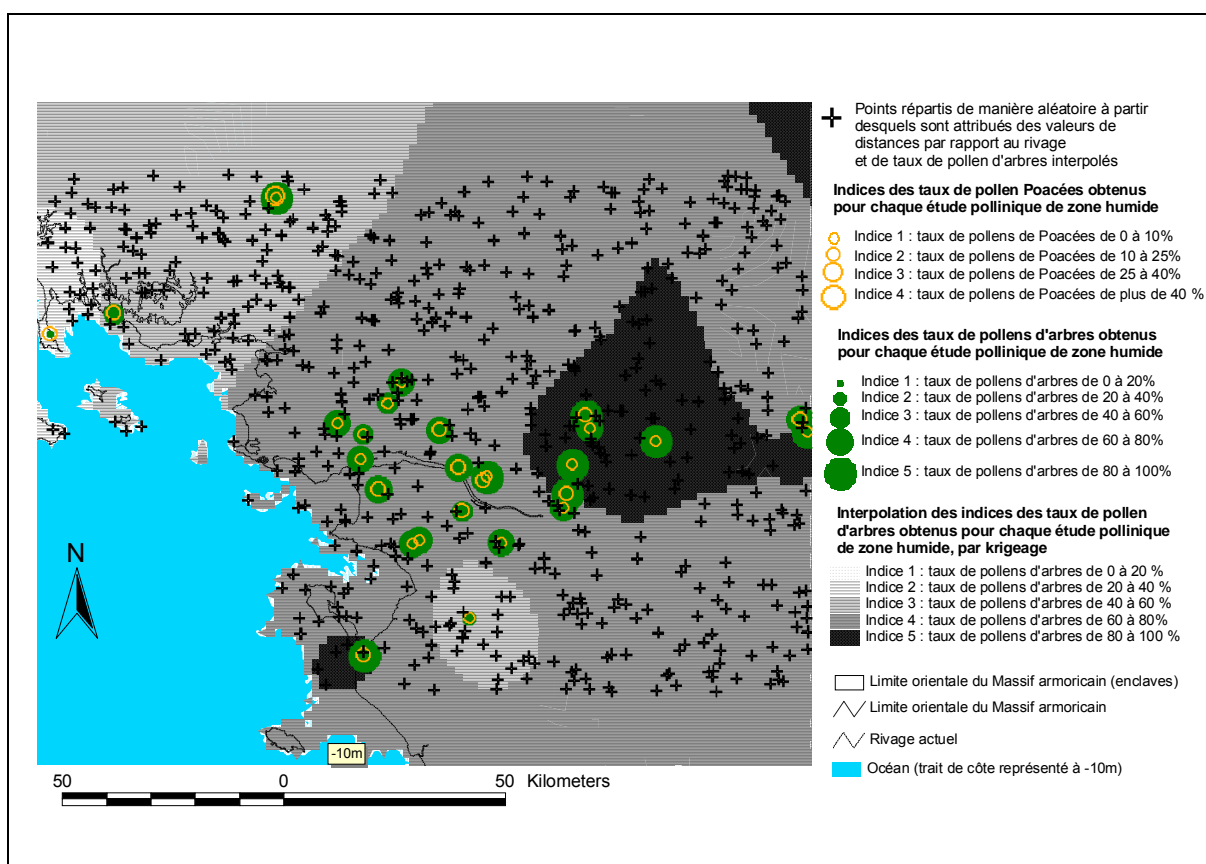 Points répartis de manière aléatoire à partir
desquels sont attribués des valeurs de
distances par rapport au rivage
et de taux de pollen d'arbres interpolés
Indices des taux de pollen Poacées obtenus
pour chaque étude pollinique de zone humide
Indice 1 : taux de pollens de Poacées de 0 à 10%
Indice 2 : taux de pollens de Poacées de 10 à 25%
Indice 3 : taux de pollens de Poacées de 25 à 40%
Indice 4 : taux de pollens de Poacées de plus de 40 %
Indices des taux de pollens d'arbres obtenus
pour chaque étude pollinique de zone humide
Indice 1 : taux de pollens d'arbres de 0 à 20%
Indice 2 : taux de pollens d'arbres de 20 à 40%
Indice 3 : taux de pollens d'arbres de 40 à 60%
Indice 4 : taux de pollens d'arbres de 60 à 80%
Indice 5 : taux de pollens d'arbres de 80 à 100%
Interpolation des indices des taux de pollen
d'arbres obtenus pour chaque étude pollinique
de zone humide, par krigeage
Indice 1 : taux de pollens d'arbres de 0 à 20 %
Indice 2 : taux de pollens d'arbres de 20 à 40 %
Indice 3 : taux de pollens d'arbres de 40 à 60 %
Indice 4 : taux de pollens d'arbres de 60 à 80%
Indice 5 : taux de pollens d'arbres de 80 à 100 %
Limite orientale du Massif armoricain (enclaves)
Limite orientale du Massif armoricain
Rivage actuel
Océan (trait de côte représenté à -10m)
N
-10m
50 0 50 Kilometers